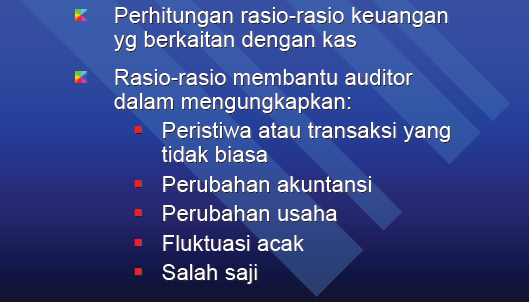 Perhitungan rasio-rasio keuangan
yg berkaitan dengan kas
Rasio-rasio membantu auditor
dalam mengungkapkan:
Peristiwa atau transaksi yang
tidak biasa
Perubahan akuntansi
Perubahan usaha
Fluktuasi acak
Salah saji